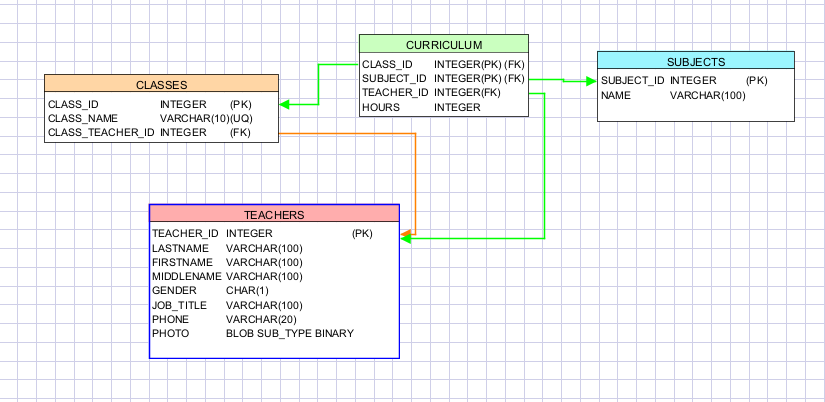 CURRICULUM
CLASS_ID INTEGER(PK) (FK)
SUBJECT_ID INTEGER(PK) (FK)
TEACHER_ID INTEGER(FK)
HOURS INTEGER
SUBJECTS
SUBJECT_ID INTEGER (PK)
NAME VARCHAR(100)
CLASSES
CLASS_ID INTEGER (PK)
CLASS_NAME VARCHAR(10)(UQ)
CLASS_TEACHER_ID INTEGER (FK)
TEACHERS
TEACHER_ID INTEGER (PK)
LASTNAME VARCHAR(100)
FIRSTNAME VARCHAR(100)
MIDDLENAME VARCHAR(100)
GENDER CHAR(1)
JOB_TITLE VARCHAR(100)
PHONE VARCHAR(20)
PHOTO BLOB SUB_TYPE BINARY